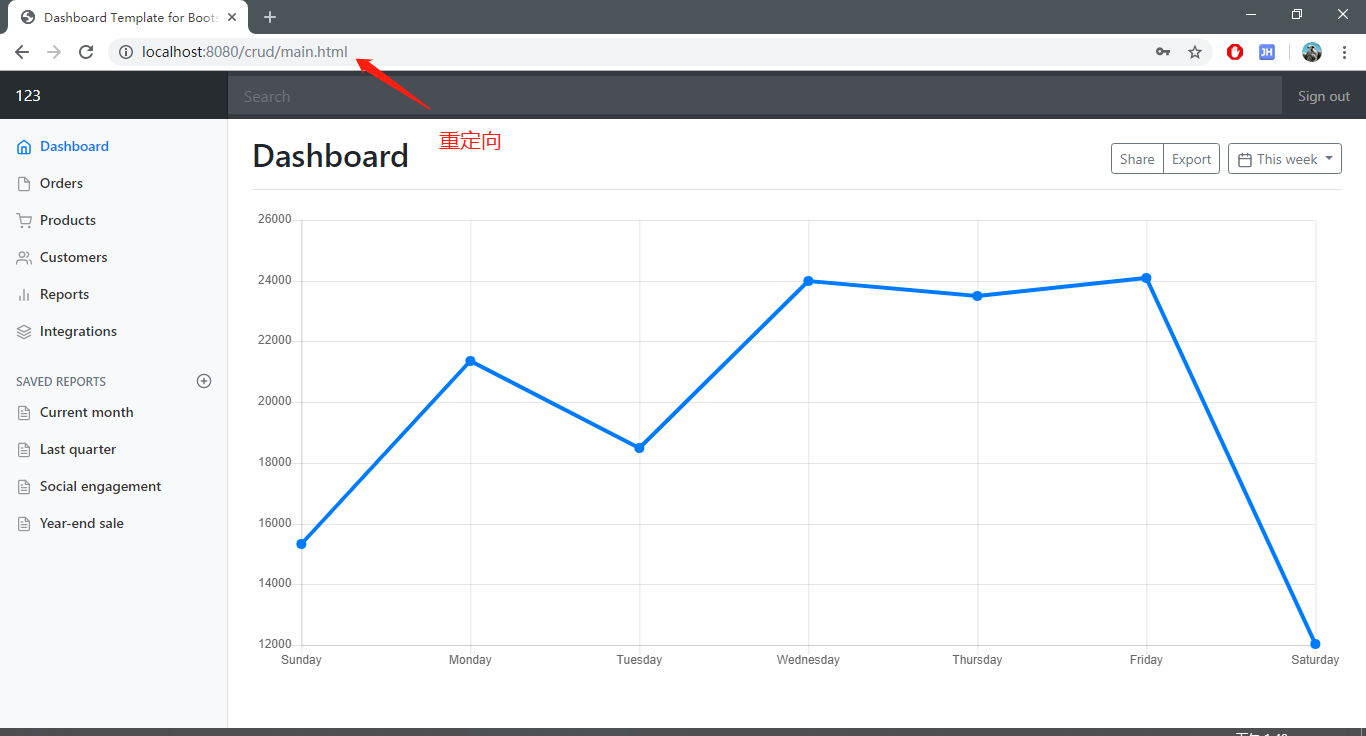 Dashboard Template for Boots
localhost:8080/crud/main.html
JH
123
Search
Sign out
重定向
Dashboard
Orders
Products
Customers
Reports
Integrations
SAVED REPORTS
Current month
Last quarter
Social engagement
Year-end sale
Dashboard
Share
Export
This week
26000
24000
22000
20000
18000
16000
14000
12000
Sunday
Monday
Tuesday
Wednesday
Thursday
Friday
Saturday